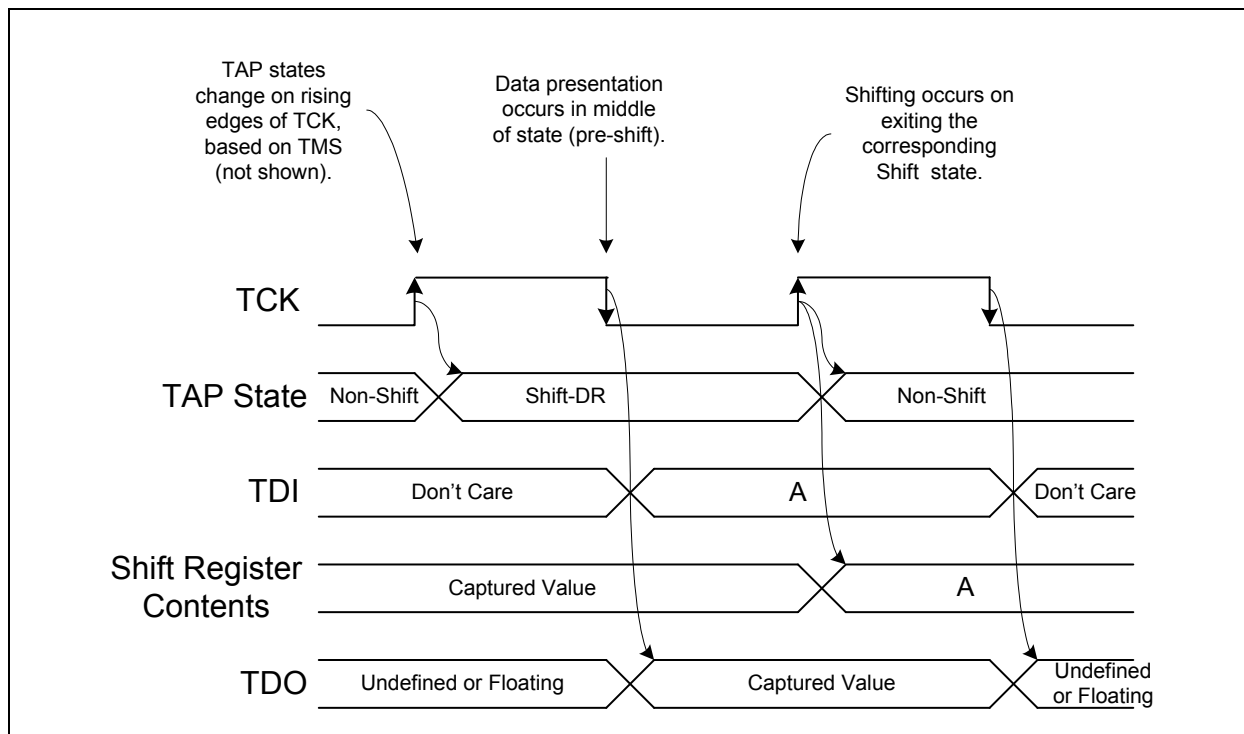 TAP states
change on rising
edges of TCK,
based on TMS
(not shown).
Data presentation
occurs in middle
of state (pre-shift).
Shifting occurs on
exiting the
corresponding
Shift state.
TCK
TAP State
Non-Shift
Shift-DR
Non-Shift
TDI
Don't Care
A
Don't Care
Shift Register
Contents
Captured Value
A
TDO
Undefined or Floating
Captured Value
Undefined
or Floating